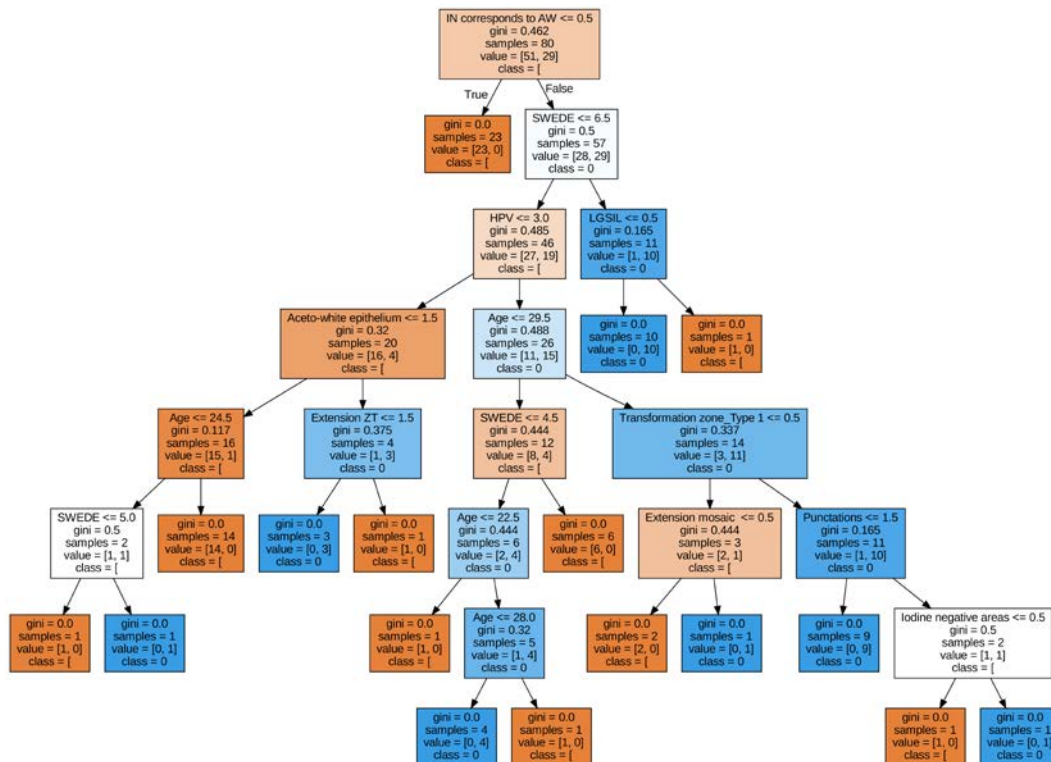 IN corresponds to AW <= 0.5
gini = 0.462
samples = 80
value = [51, 29]
class = [
True
False
gini = 0.0
samples = 23
value = [23, 0]
class = [
SWEDE <= 6.5
gini = 0.5
samples = 57
value = [28, 29]
class = 0
HPV <= 3.0
gini = 0.485
samples = 46
value = [27, 19]
class = [
LGSIL <= 0.5
gini = 0.165
samples = 11
value = [1, 10]
class = 0
Aceto-white epithelium <= 1.5
gini = 0.32
samples = 20
value = [16, 4]
class = [
Age <= 29.5
gini = 0.488
samples = 26
value = [11, 15]
class = 0
gini = 0.0
samples = 10
value = [0, 10]
class = 0
gini = 0.0
samples = 1
value = [1, 0]
class = [
Age <= 24.5
gini = 0.117
samples = 16
value = [15, 1]
class = [
Extension ZT <= 1.5
gini = 0.375
samples = 4
value = [1, 3]
class = 0
SWEDE <= 4.5
gini = 0.444
samples = 12
value = [8, 4]
class = [
Transformation zone_Type 1 <= 0.5
gini = 0.337
samples = 14
value = [3, 11]
class = 0
SWEDE <= 5.0
gini = 0.5
samples = 2
value = [1, 1]
class = [
gini = 0.0
samples = 14
value = [14, 0]
class = [
gini = 0.0
samples = 3
value = [0, 3]
class = 0
gini = 0.0
samples = 1
value = [1, 0]
class = [
Age <= 22.5
gini = 0.444
samples = 6
value = [2, 4]
class = 0
gini = 0.0
samples = 6
value = [6, 0]
class = [
Extension mosaic <= 0.5
gini = 0.444
samples = 3
value = [2, 1]
class = [
Punctations <= 1.5
gini = 0.165
samples = 11
value = [1, 10]
class = 0
gini = 0.0
samples = 1
value = [1, 0]
class = [
gini = 0.0
samples = 1
value = [0, 1]
class = 0
gini = 0.0
samples = 1
value = [1, 0]
class = [
Age <= 28.0
gini = 0.32
samples = 5
value = [1, 4]
class = 0
gini = 0.0
samples = 2
value = [2, 0]
class = [
gini = 0.0
samples = 1
value = [0, 1]
class = 0
gini = 0.0
samples = 9
value = [0, 9]
class = 0
Iodine negative areas <= 0.5
gini = 0.5
samples = 2
value = [1, 1]
class = [
gini = 0.0
samples = 4
value = [0, 4]
class = 0
gini = 0.0
samples = 1
value = [1, 0]
class = [
gini = 0.0
samples = 1
value = [1, 0]
class = [
gini = 0.0
samples = 1
value = [0, 1]
class = 0